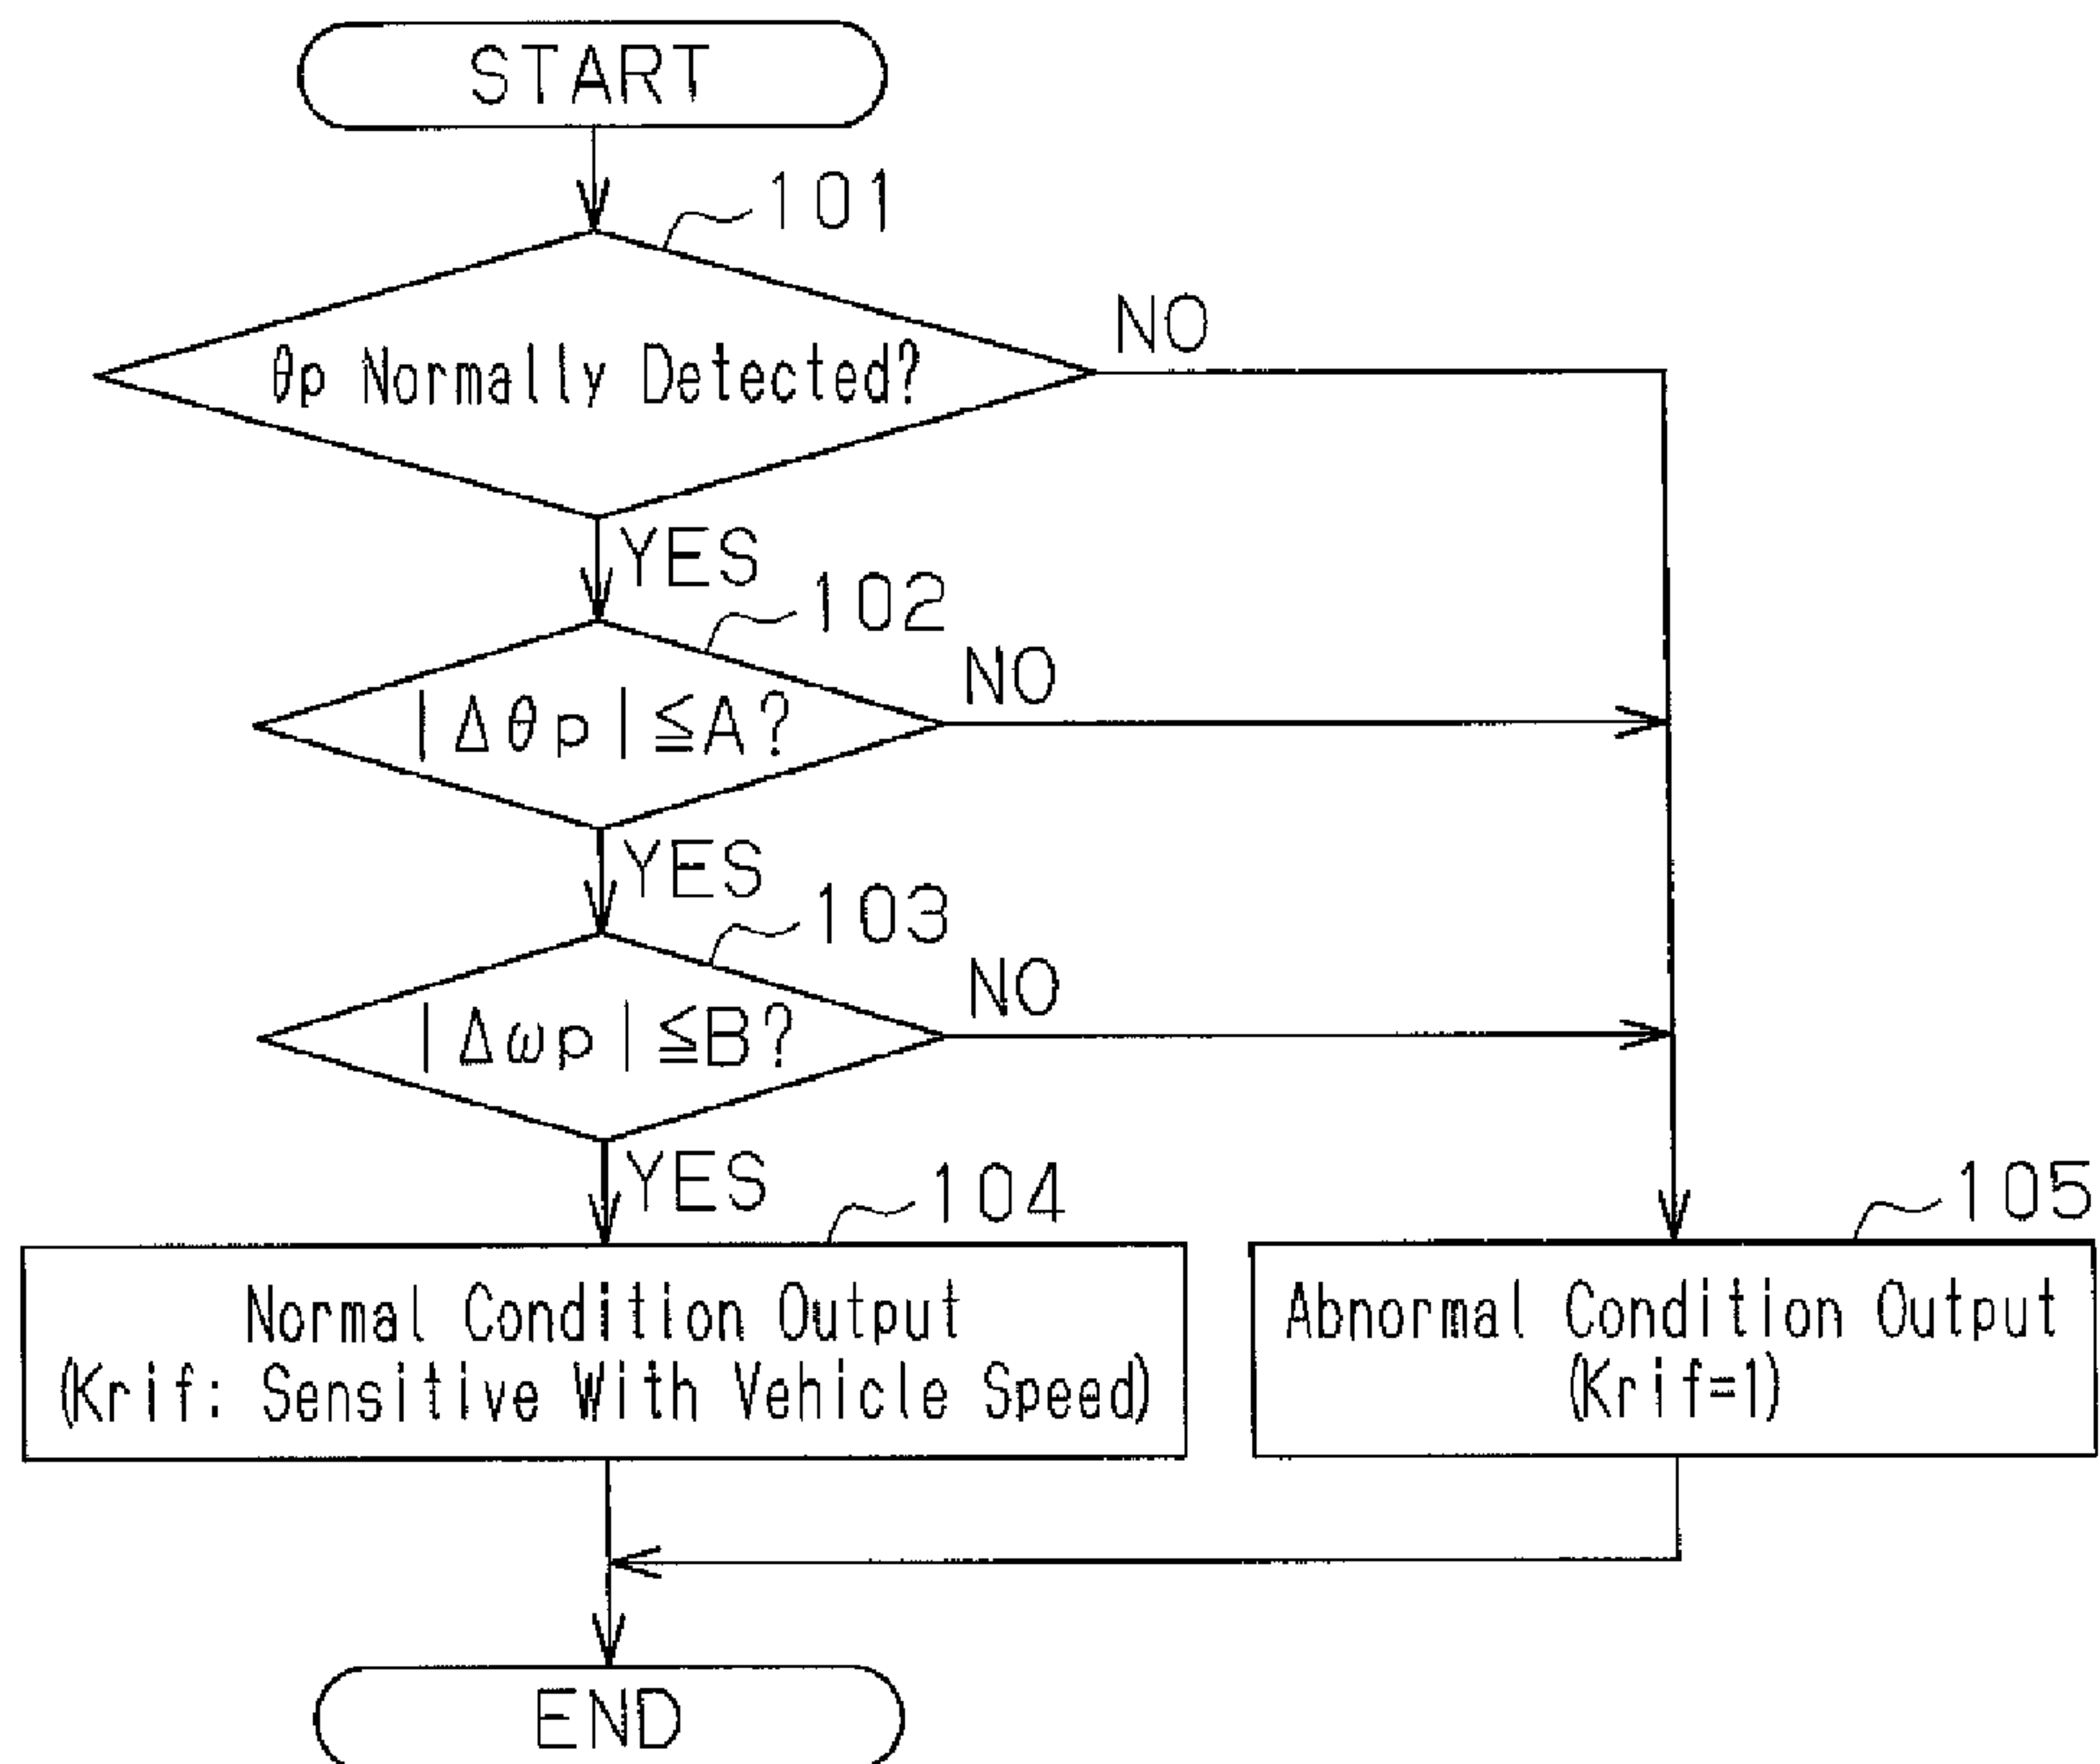 START
101
θp Normally Detected?
NO
YES
102
|Δθp|≦A?
NO
YES
103
|Δωp|≦B?
NO
YES
104
Normal Condition Output
(Krif: Sensitive With Vehicle Speed)
105
Abnormal Condition Output
(Krif=1)
END